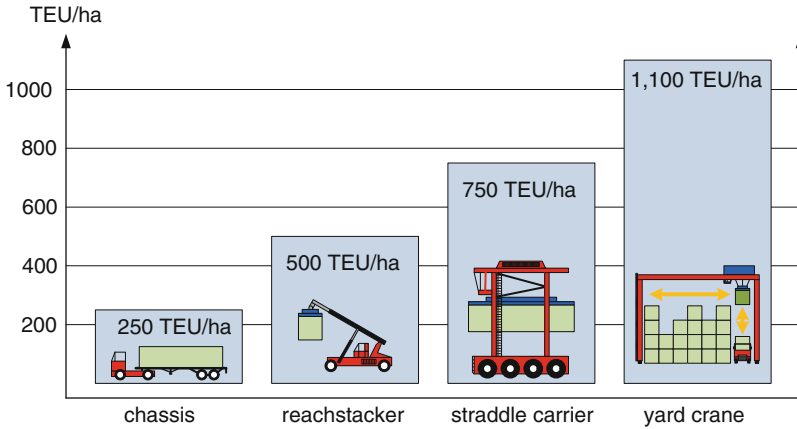 TEU/ha
1000
800
600
400
200
250 TEU/ha
500 TEU/ha
750 TEU/ha
1,100 TEU/ha
chassis
reachstacker
straddle carrier
yard crane